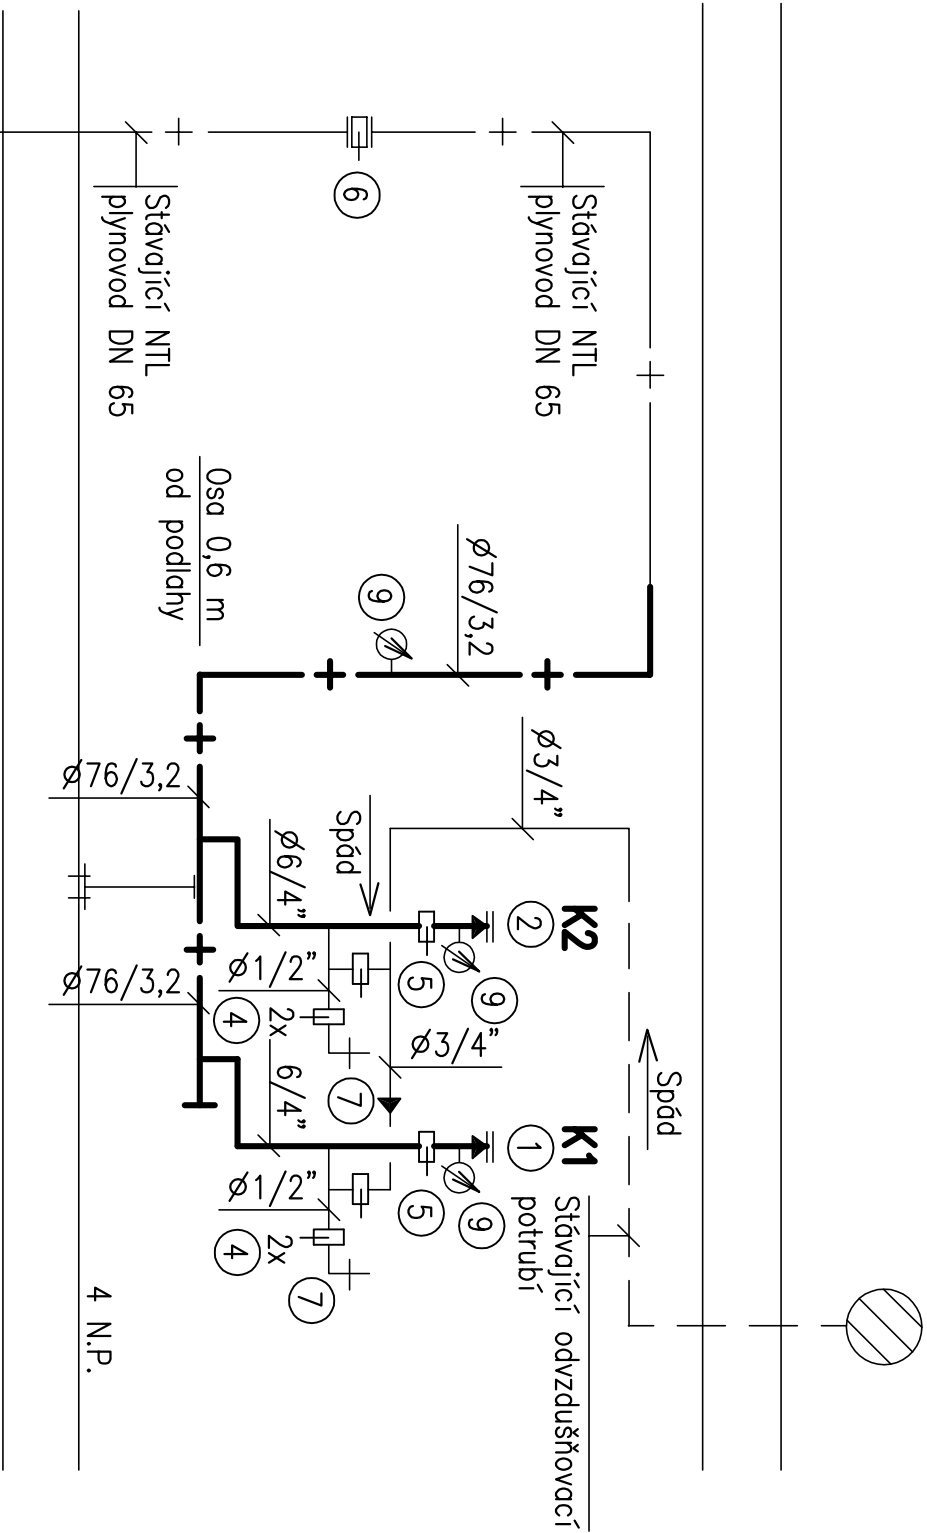 Stávající NTL
plynovod DN 65
6
Stávající NTL
plynovod DN 65
Osa 0,6 m
od podlahy
9
Ø76/3,2
Ø3/4"
Ø76/3,2
Spád
Ø6/4"
K2
2
5
9
Ø1/2"
2x
4
Ø76/3,2
Ø3/4"
7
6/4"
Spád
K1
1
5
9
Ø1/2"
2x
4
7
Stávající odvzdušňovací
potrubí
4 N.P.